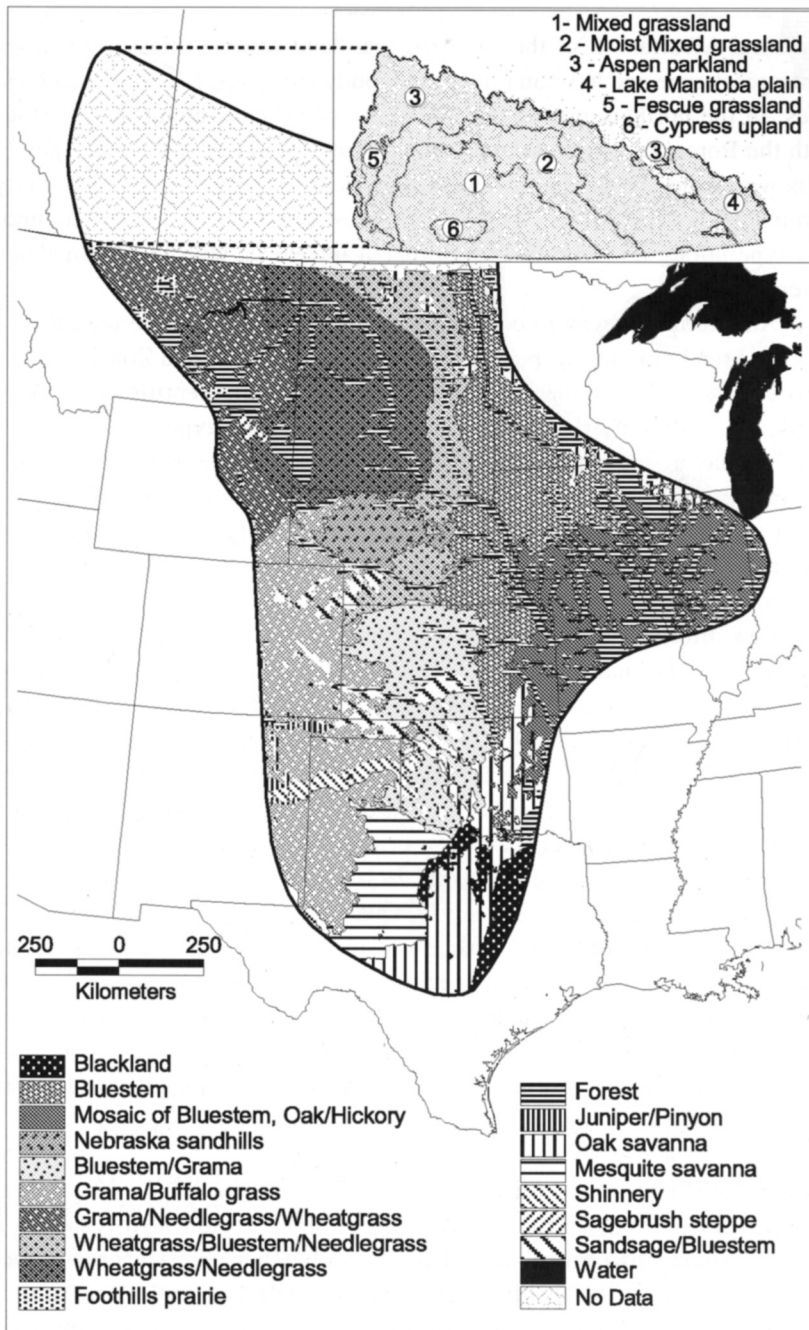 1- Mixed grassland
2 - Moist Mixed grassland
3 - Aspen parkland
4 - Lake Manitoba plain
5 - Fescue grassland
6 - Cypress upland
3
3
5
2
1
4
6
250 0 250
Kilometers
Blackland
Bluestem
Mosaic of Bluestem, Oak/Hickory
Nebraska sandhills
Bluestem/Grama
Grama/Buffalo grass
Grama/Needlegrass/Wheatgrass
Wheatgrass/Bluestem/Needlegrass
Wheatgrass/Needlegrass
Foothills prairie
Forest
Juniper/Pinyon
Oak savanna
Mesquite savanna
Shinnery
Sagebrush steppe
Sandsage/Bluestem
Water
No Data